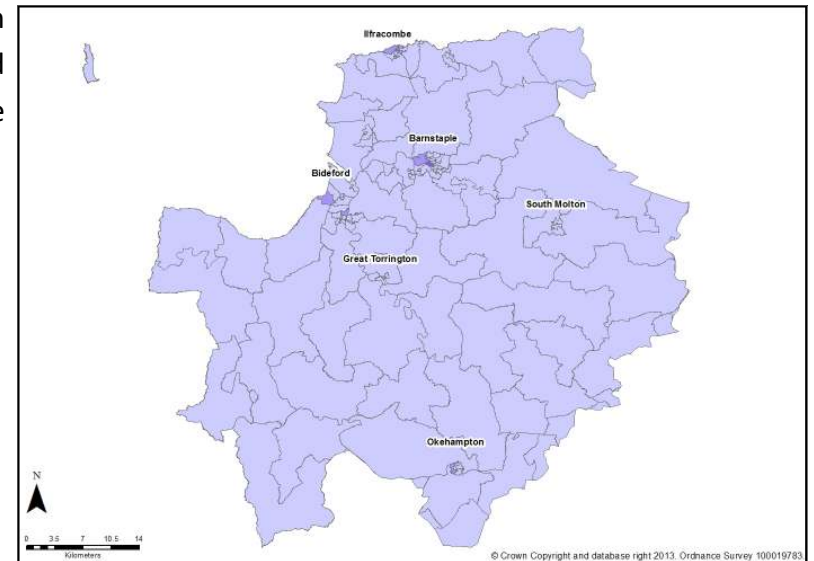 Ilfracombe
Barnstaple
Bideford
South Molton
Great Torrington
Okehampton
N
0 3.5 7 10.5 14
Kilometers
© Crown Copyright and database right 2013. Ordnance Survey 100019783